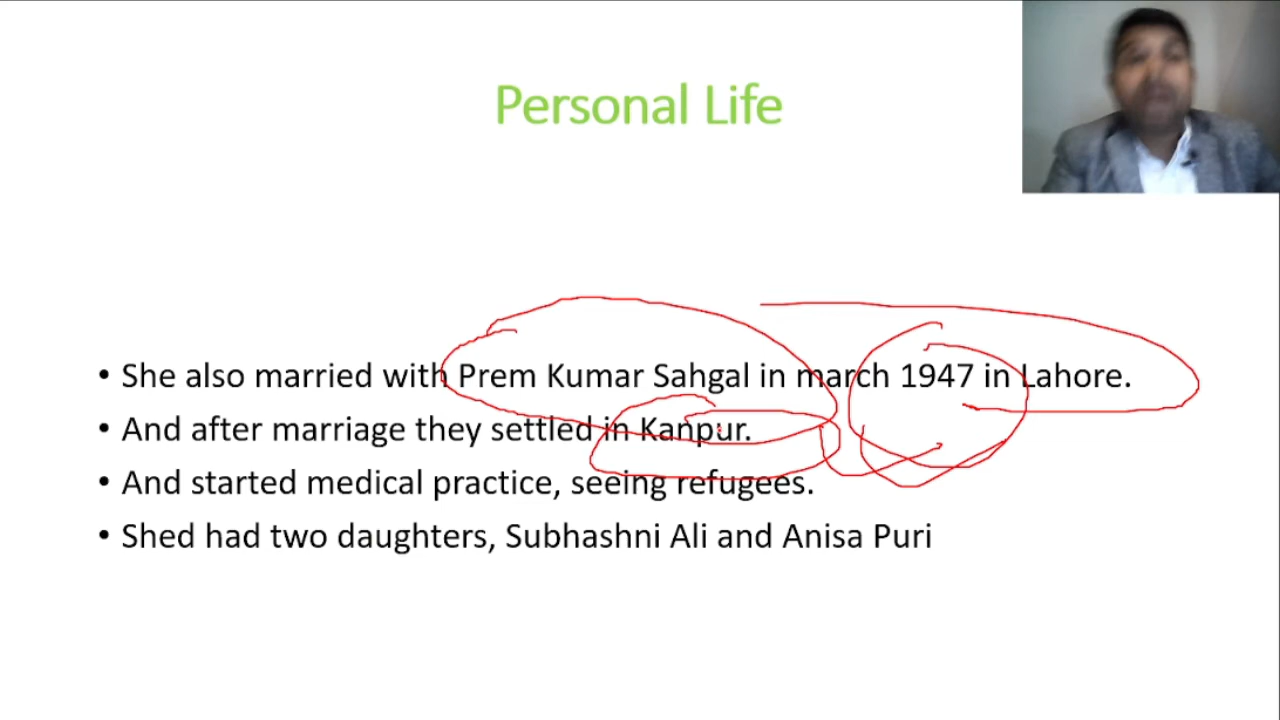 Personal Life
• She also married with Prem Kumar Sahgal in march 1947 in Lahore.
• And after marriage they settled in Kanpur.
• And started medical practice, seeing refugees.
• Shed had two daughters, Subhashni Ali and Anisa Puri